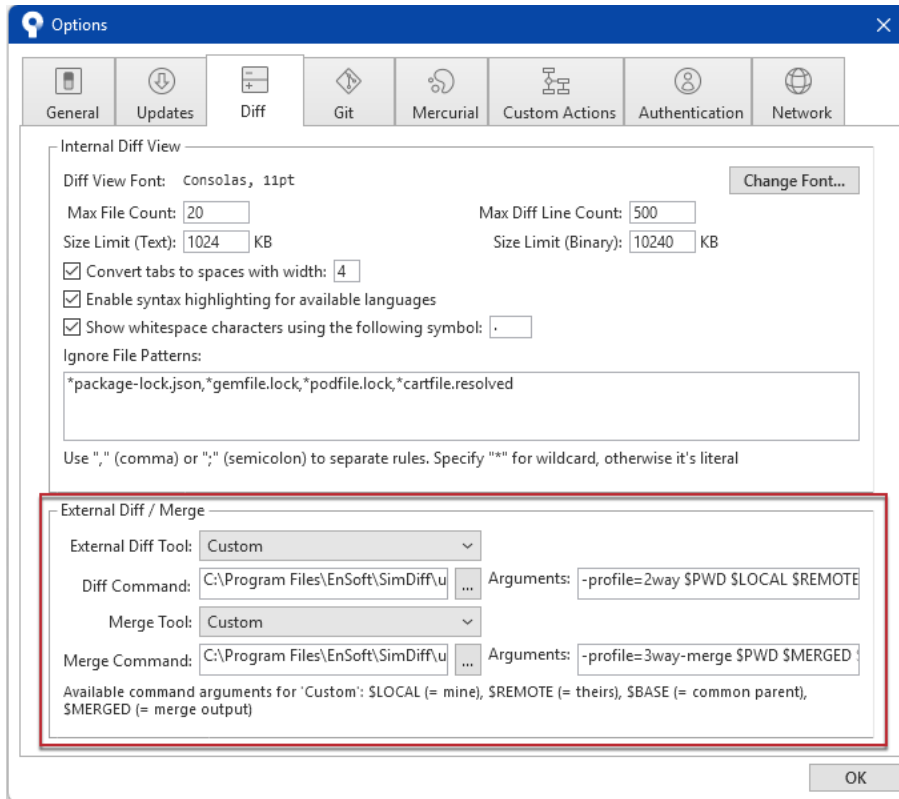 Options
General Updates Diff Git Mercurial Custom Actions Authentication Network
Internal Diff View
Diff View Font: Consolas, 11pt Change Font...
Max File Count: 20 Max Diff Line Count: 500
Size Limit (Text): 1024 KB Size Limit (Binary): 10240 KB
Convert tabs to spaces with width: 4
Enable syntax highlighting for available languages
Show whitespace characters using the following symbol: ·
Ignore File Patterns:
*package-lock.json,*gemfile.lock,*podfile.lock,*cartfile.resolved
Use "," (comma) or ";" (semicolon) to separate rules. Specify "*" for wildcard, otherwise it's literal
External Diff / Merge
External Diff Tool: Custom
Diff Command: C:\Program Files\EnSoft\SimDiff\u ... Arguments: -profile=2way $PWD $LOCAL $REMOTE
Merge Tool: Custom
Merge Command: C:\Program Files\EnSoft\SimDiff\u ... Arguments: -profile=3way-merge $PWD $MERGED
Available command arguments for 'Custom': $LOCAL (= mine), $REMOTE (= theirs), $BASE (= common parent),
$MERGED (= merge output)
OK